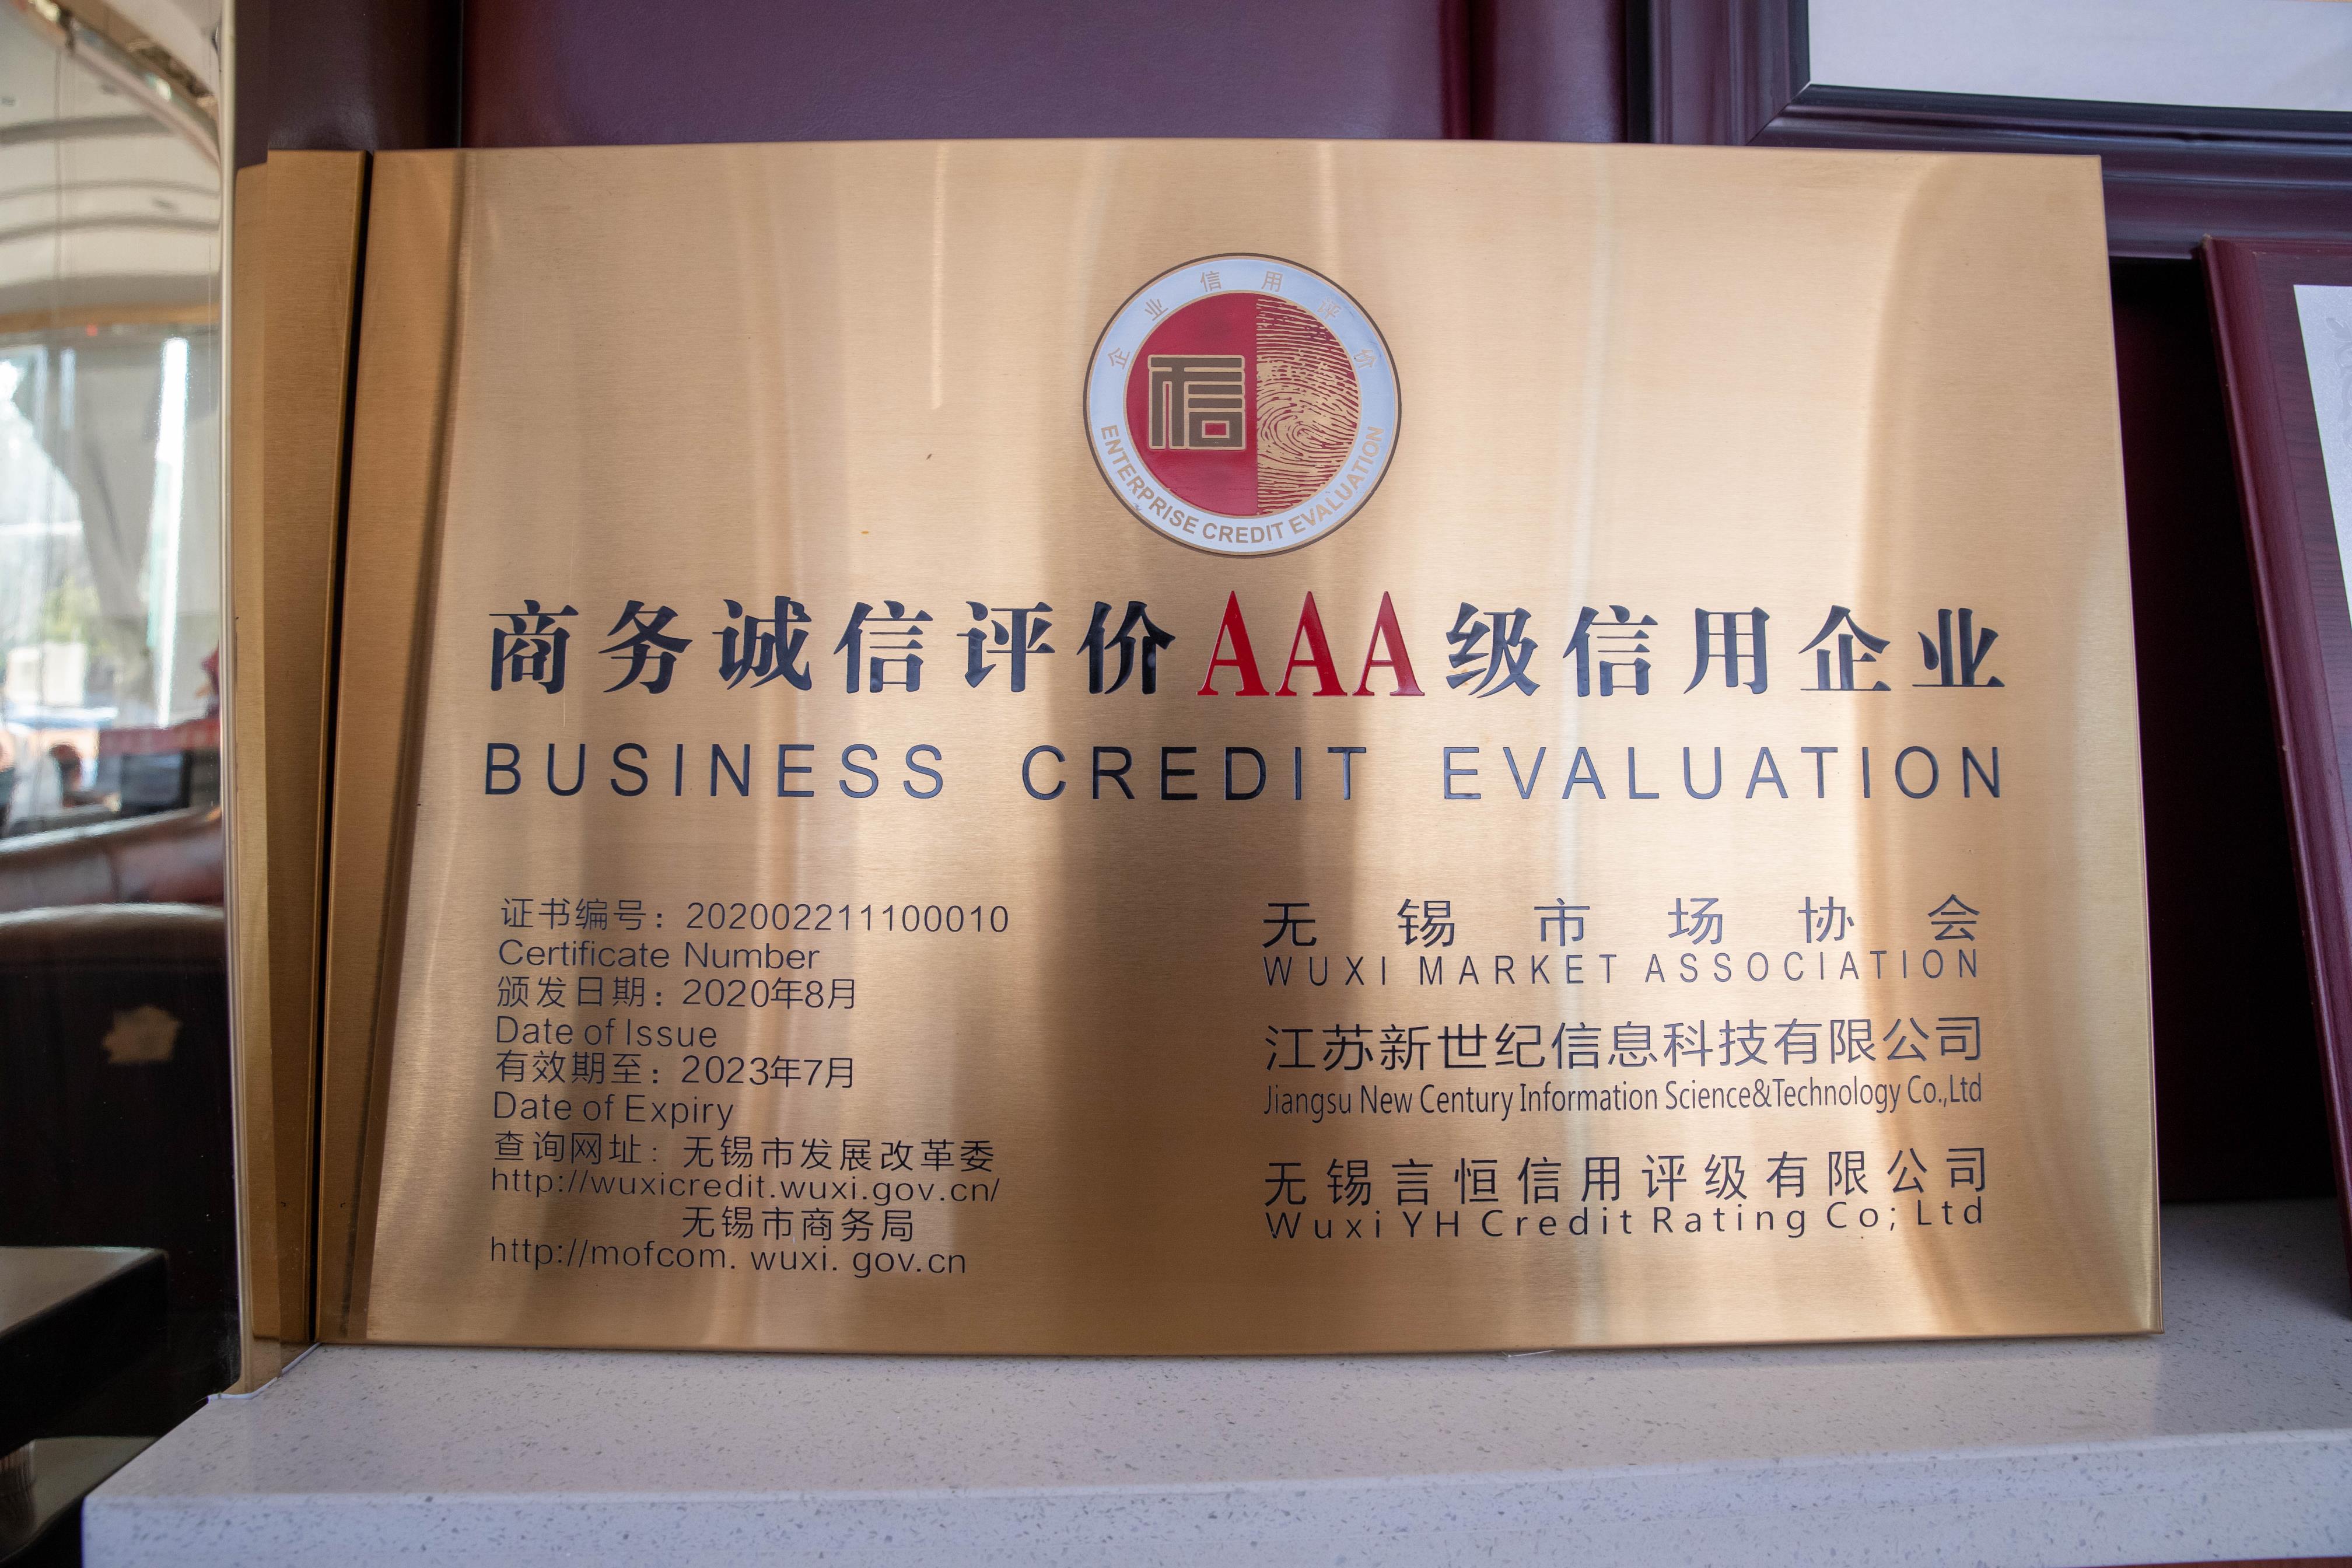 企业信用评价
信
ENTERPRISE CREDIT EVALUATION
商务诚信评价AAA级信用企业
BUSINESS CREDIT EVALUATION
证书编号：202002211100010
Certificate Number
颁发日期：2020年8月
Date of Issue
有效期至：2023年7月
Date of Expiry
查询网址：无锡市发展改革委
http://wuxicredit.wuxi.gov.cn/
无锡市商务局
http://mofcom. wuxi. gov.cn
无锡市场协会
WUXI MARKET ASSOCIATION
江苏新世纪信息科技有限公司
Jiangsu New Century Information Science&Technology Co.,Ltd
无锡言恒信用评级有限公司
Wuxi YH Credit Rating Co; Ltd